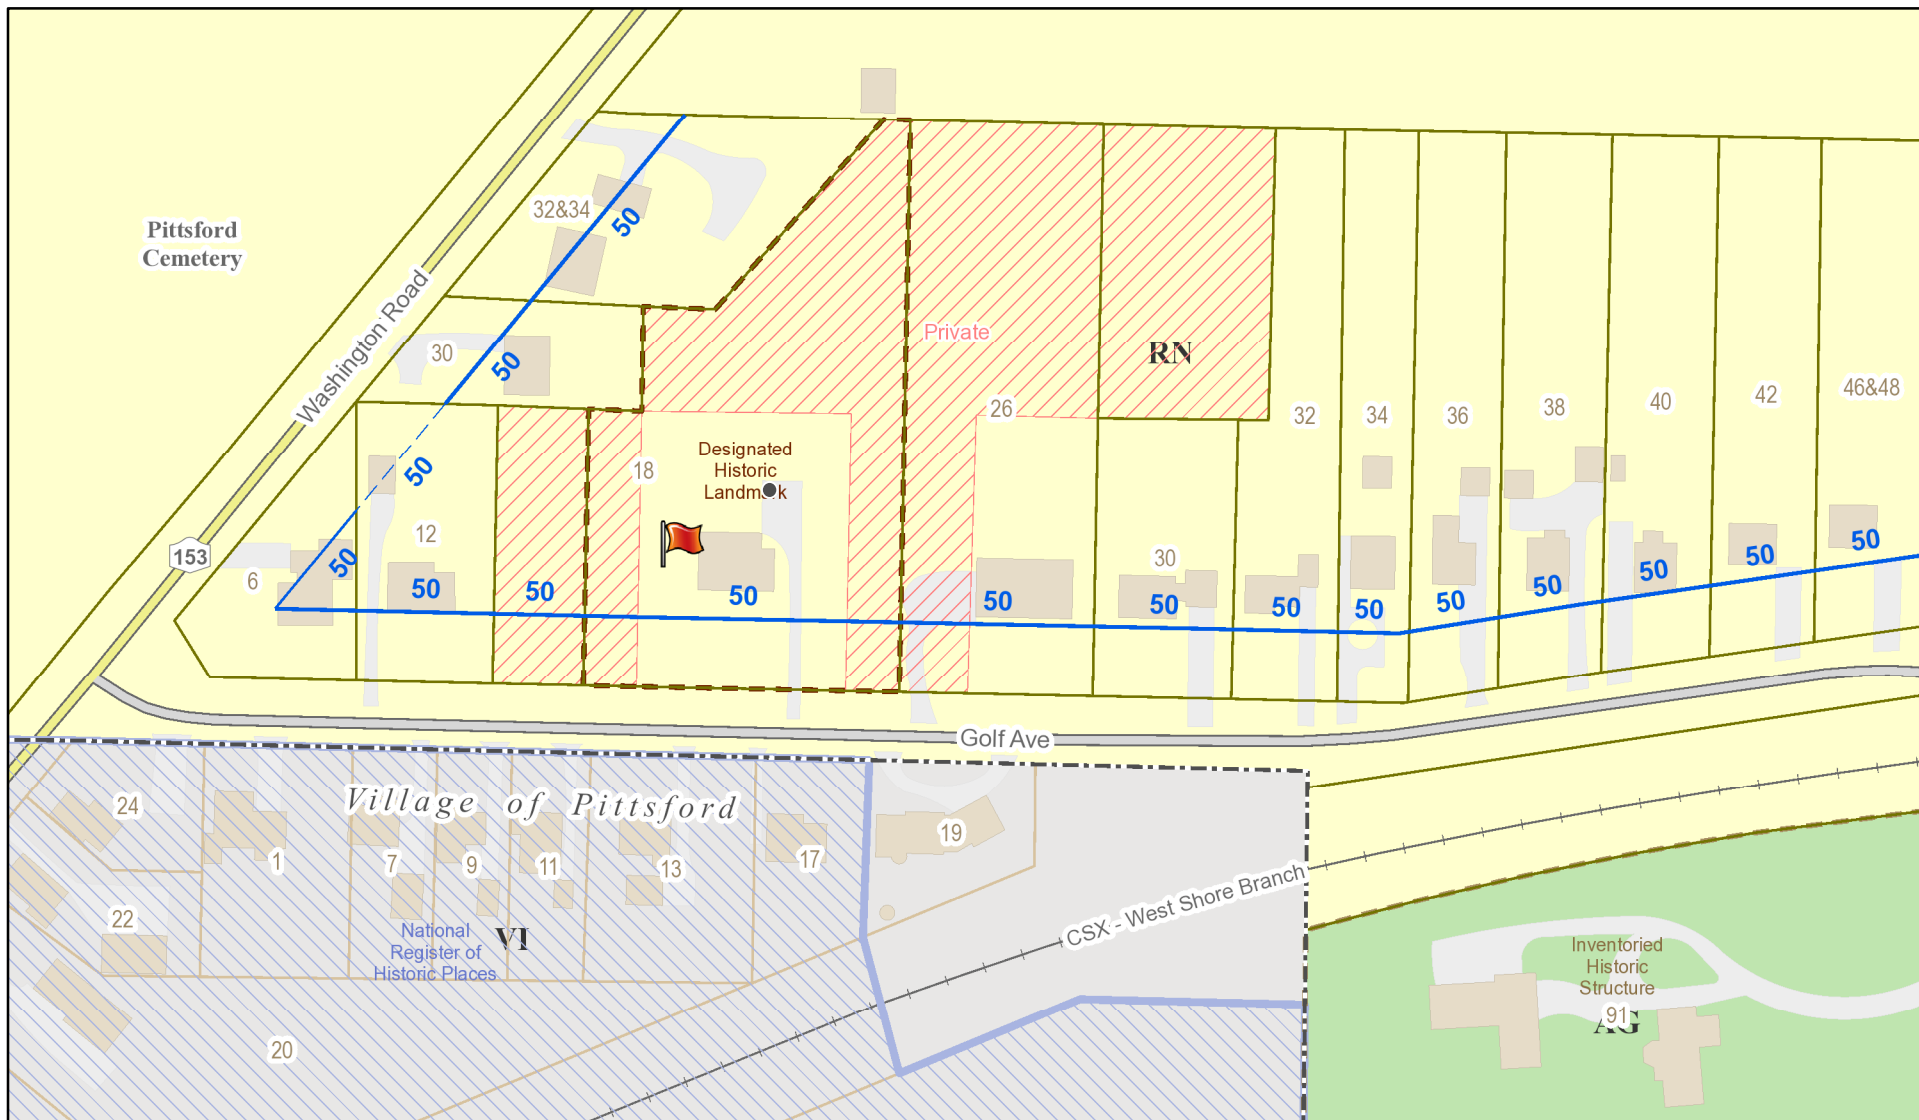 32&34
50
Pittsford
Cemetery
Washington Road
30
50
Private
RN
26
32
34
36
38
40
42
46&48
Designated
Historic
Landmark
18
50
12
153
6
50
50
50
50
50
30
50
50
50
50
50
50
50
50
Golf Ave
Village of Pittsford
24
1
7
9
11
13
17
19
22
National
Register of
Historic Places
VI
CSX - West Shore Branch
Inventoried
Historic
Structure
91
AG
20